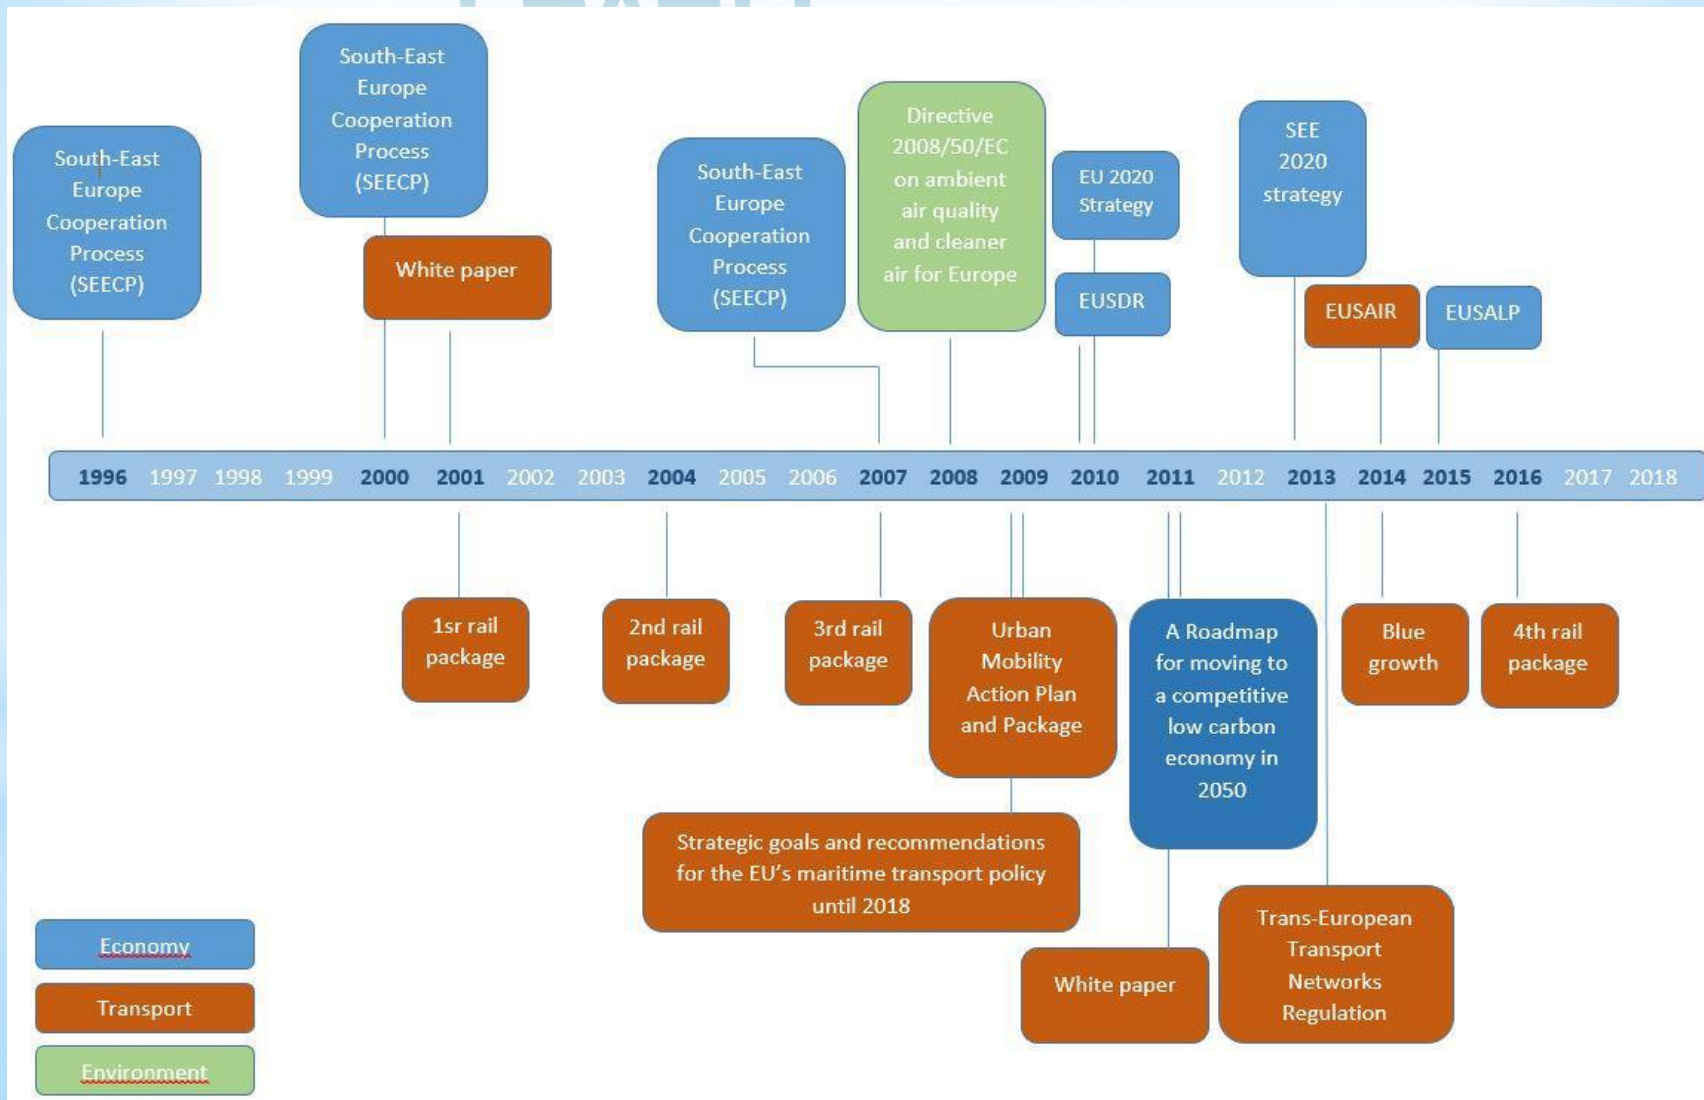 South-East
Europe
Cooperation
Process
(SEECP)
South-East
Europe
Cooperation
Process
(SEECP)
White paper
South-East
Europe
Cooperation
Process
(SEECP)
Directive
2008/50/EC
on ambient
air quality
and cleaner
air for Europe
EU 2020
Strategy
EUSDR
SEE
2020
strategy
EUSAIR
EUSALP
1996 1997 1998 1999 2000 2001 2002 2003 2004 2005 2006 2007 2008 2009 2010 2011 2012 2013 2014 2015 2016 2017 2018
1sr rail
package
2nd rail
package
3rd rail
package
Urban
Mobility
Action Plan
and Package
A Roadmap
for moving to
a competitive
low carbon
economy in
2050
Blue
growth
4th rail
package
Strategic goals and recommendations
for the EU’s maritime transport policy
until 2018
White paper
Trans-European
Transport
Networks
Regulation
Economy
Transport
Environment